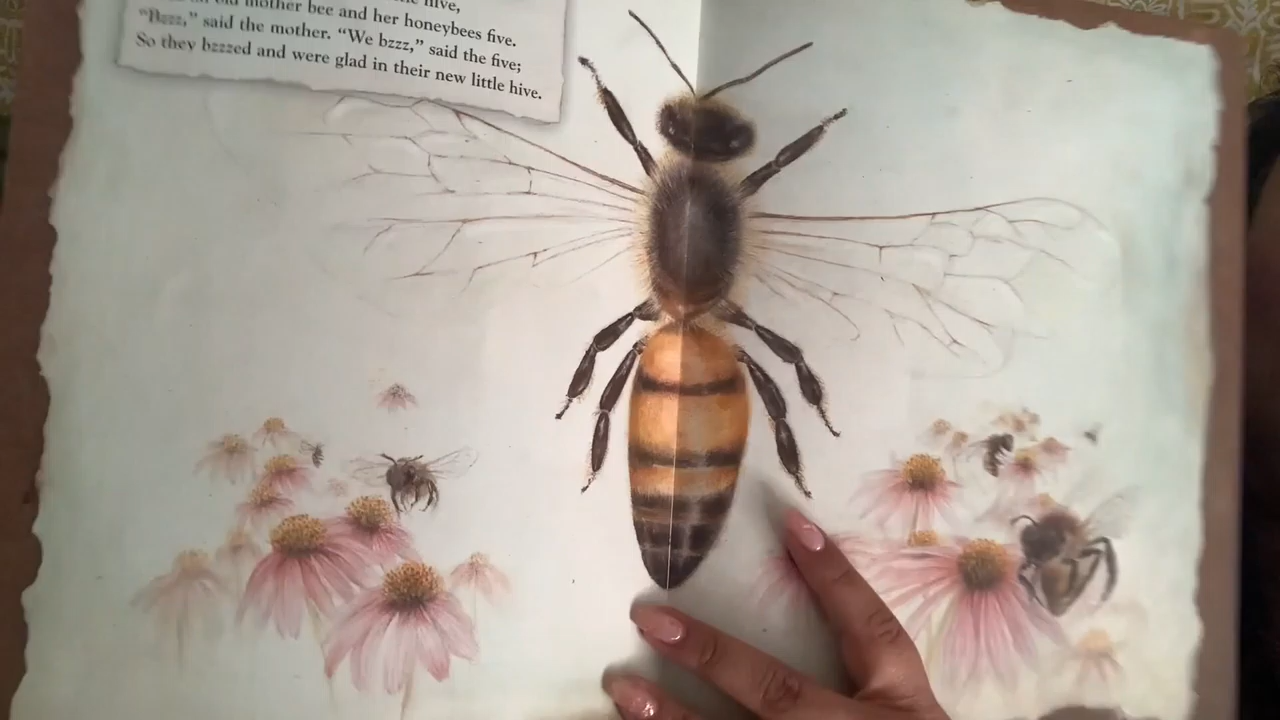 hive,
old mother bee and her honeybees five.
"Bzzz," said the mother. "We bzzz," said the five;
So they bzzzed and were glad in their new little hive.